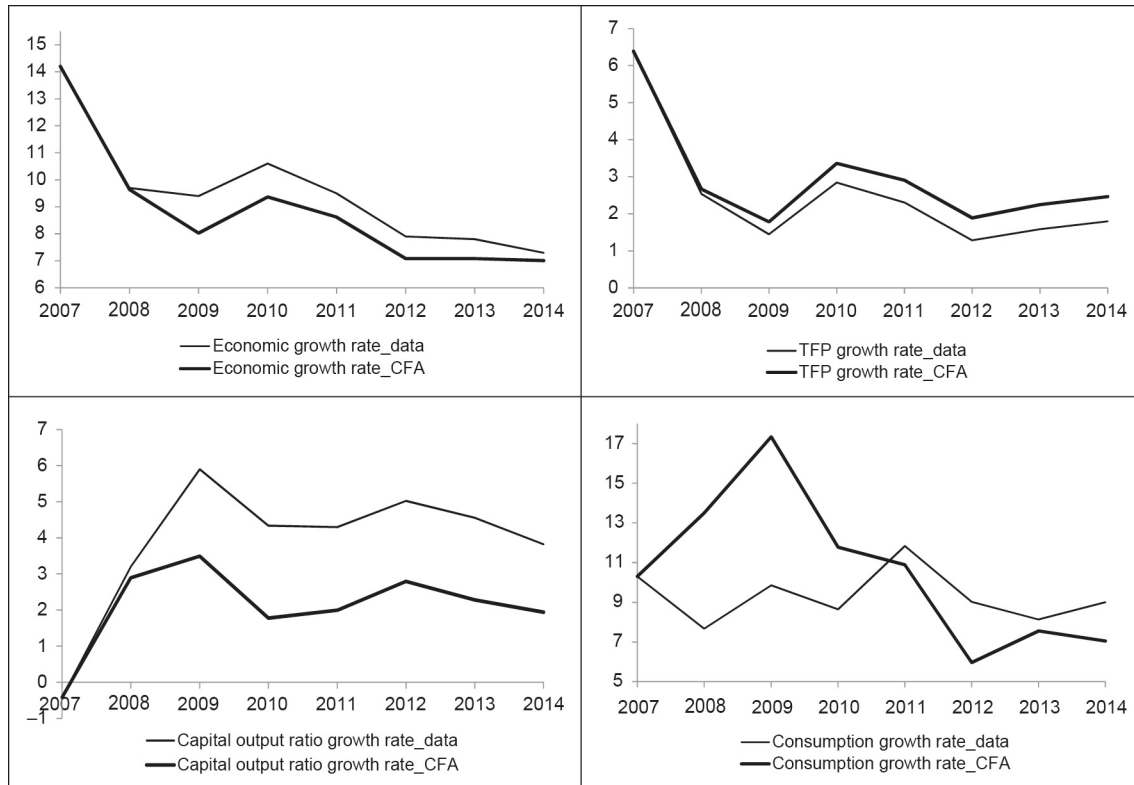 15
14
13
12
11
10
9
8
7
6
2007 2008 2009 2010 2011 2012 2013 2014
Economic growth rate_data
Economic growth rate_CFA
7
6
5
4
3
2
1
0
2007 2008 2009 2010 2011 2012 2013 2014
TFP growth rate_data
TFP growth rate_CFA
7
6
5
4
3
2
1
0
–1
2007 2008 2009 2010 2011 2012 2013 2014
Capital output ratio growth rate_data
Capital output ratio growth rate_CFA
17
15
13
11
9
7
5
2007 2008 2009 2010 2011 2012 2013 2014
Consumption growth rate_data
Consumption growth rate_CFA